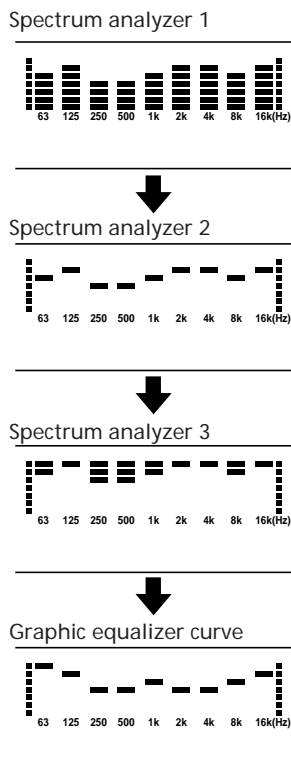 Spectrum analyzer 1
63 125 250 500 1k 2k 4k 8k 16k(Hz)
Spectrum analyzer 2
63 125 250 500 1k 2k 4k 8k 16k(Hz)
Spectrum analyzer 3
63 125 250 500 1k 2k 4k 8k 16k(Hz)
Graphic equalizer curve
63 125 250 500 1k 2k 4k 8k 16k(Hz)